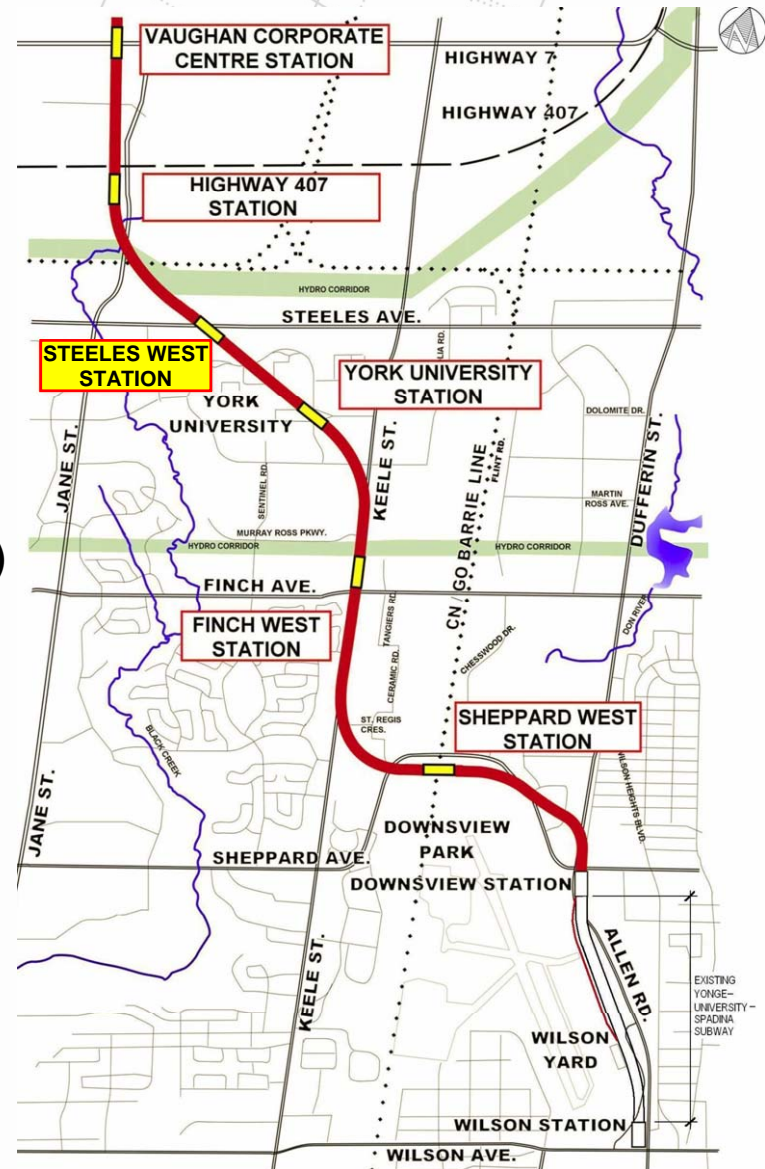 VAUGHAN CORPORATE
CENTRE STATION
HIGHWAY 7
HIGHWAY 407
HIGHWAY 407
STATION
HYDRO CORRIDOR
STEELES AVE.
STEELES WEST
STATION
YORK UNIVERSITY
STATION
YORK
UNIVERSITY
LIA RD.
DOLOMITE DR.
JANE ST.
KEELE ST.
SENTINEL RD.
CN / GO BARRIE LINE
FLINT RD.
MARTIN
ROSS AVE.
DUFFERIN ST.
MURRAY ROSS PKWY.
HYDRO CORRIDOR
HYDRO CORRIDOR
FINCH AVE.
TANGIERS RD.
DON RIVER
FINCH WEST
STATION
CERAMIC RD.
CHESSWOOD DR.
ST. REGIS
CRES.
SHEPPARD WEST
STATION
BLACK CREEK
WILSON HEIGHTS BLVD.
JANE ST.
DOWNSVIEW
PARK
SHEPPARD AVE.
DOWNSVIEW STATION
KEELE ST.
ALLEN RD.
EXISTING
YONGE–
UNIVERSITY–
SPADINA
SUBWAY
WILSON
YARD
WILSON STATION
WILSON AVE.